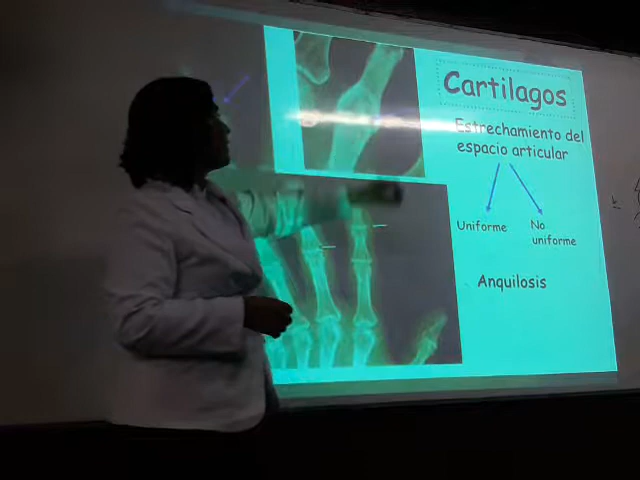 Cartilagos
Estrechamiento del
espacio articular
Uniforme
No
uniforme
Anquilosis